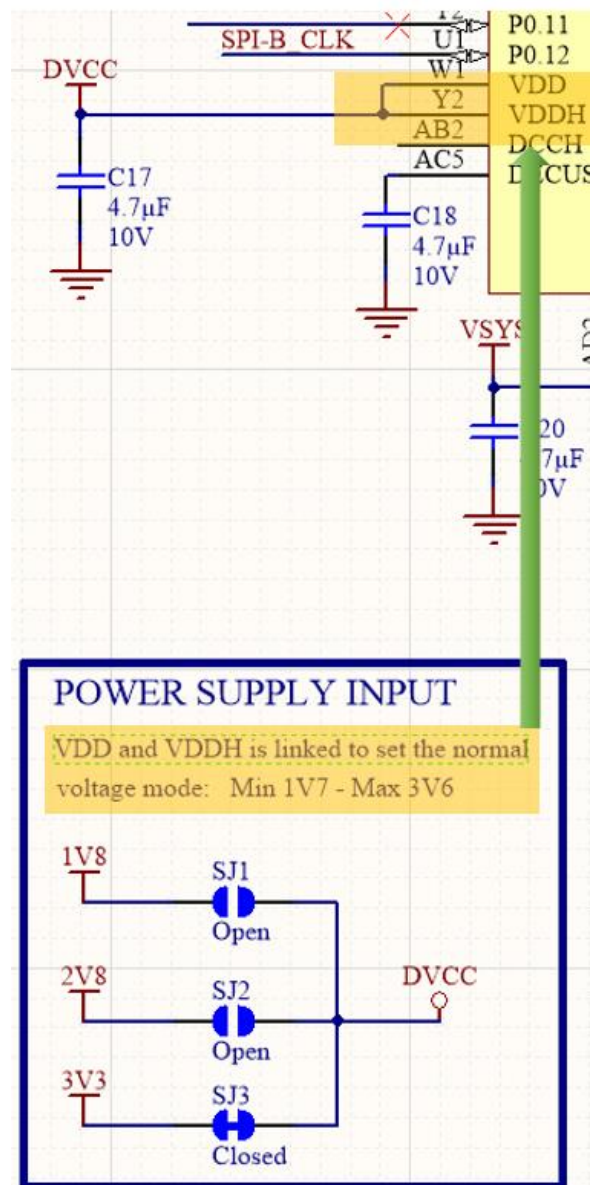 P0.11
SPI-B_CLK
U1
P0.12
DVCC
W1
VDD
Y2
VDDH
AB2
DCCH
AC5
C17
4.7µF
10V
C18
4.7µF
10V
VSYS
POWER SUPPLY INPUT
VDD and VDDH is linked to set the normal
voltage mode: Min 1V7 - Max 3V6
1V8
SJ1
Open
2V8
SJ2
Open
DVCC
3V3
SJ3
Closed